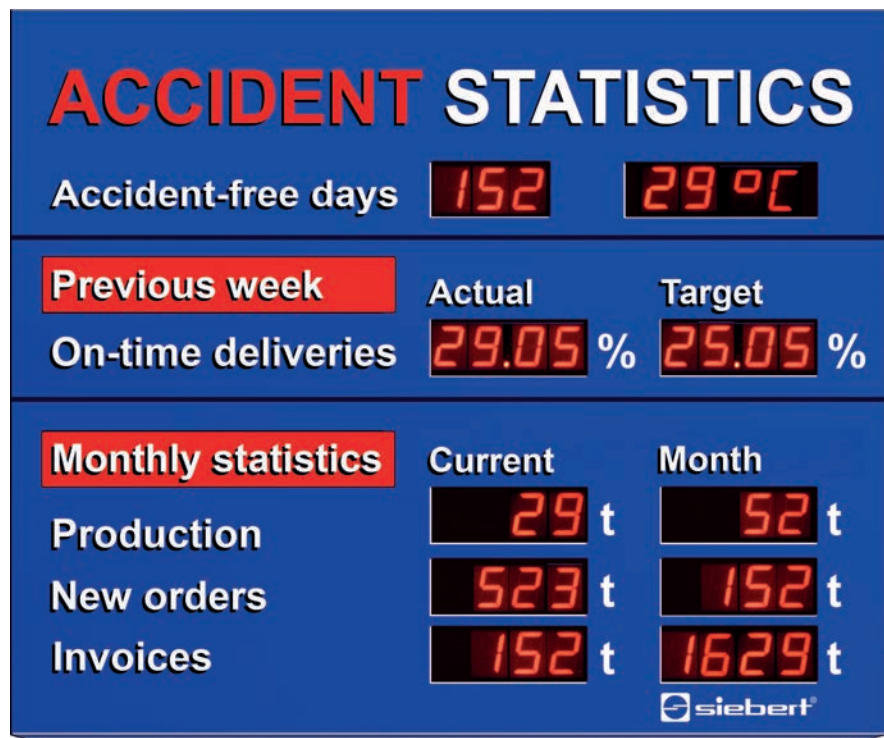 ACCIDENT STATISTICS
Accident-free days 152 29 °C
Previous week Actual Target
On-time deliveries 29.05 % 25.05 %
Monthly statistics Current Month
Production 29 t 52 t
New orders 523 t 152 t
Invoices 152 t 1629 t
siebert®